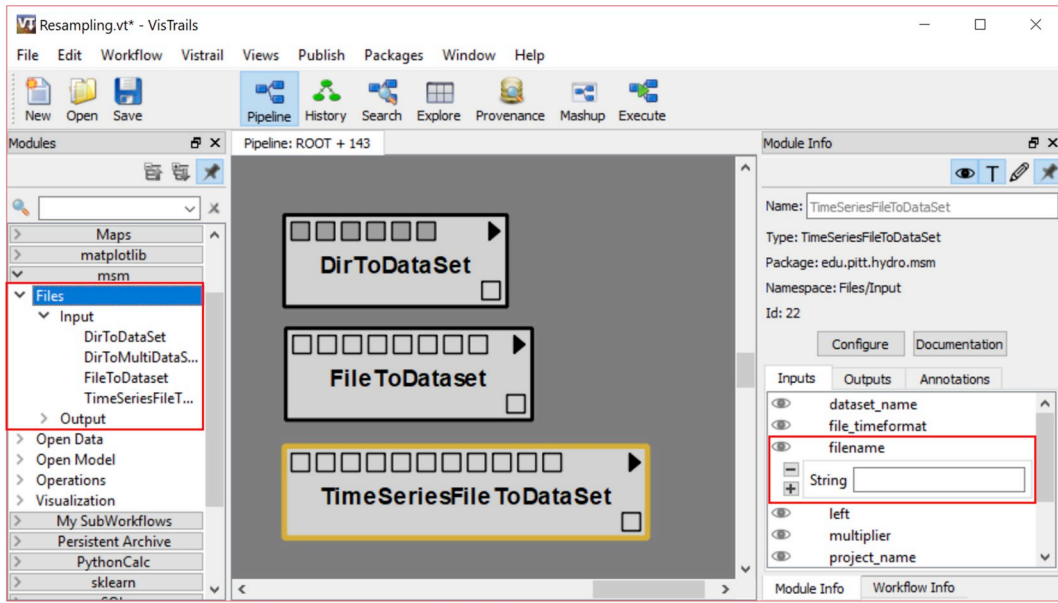 Resampling.vt* - VisTrails
File Edit Workflow Vistrail Views Publish Packages Window Help
New Open Save Pipeline History Search Explore Provenance Mashup Execute
Modules
Maps
matplotlib
msm
Files
Input
DirToDataSet
DirToMultiDataS...
FileToDataset
TimeSeriesFileT...
Output
Open Data
Open Model
Operations
Visualization
My SubWorkflows
Persistent Archive
PythonCalc
sklearn
Pipeline: ROOT + 143
DirToDataSet
FileToDataset
TimeSeriesFileToDataSet
Module Info
T
Name: TimeSeriesFileToDataSet
Type: TimeSeriesFileToDataSet
Package: edu.pitt.hydro.msm
Namespace: Files/Input
Id: 22
Configure Documentation
Inputs Outputs Annotations
dataset_name
file_timeformat
filename
String
left
multiplier
project_name
Module Info Workflow Info